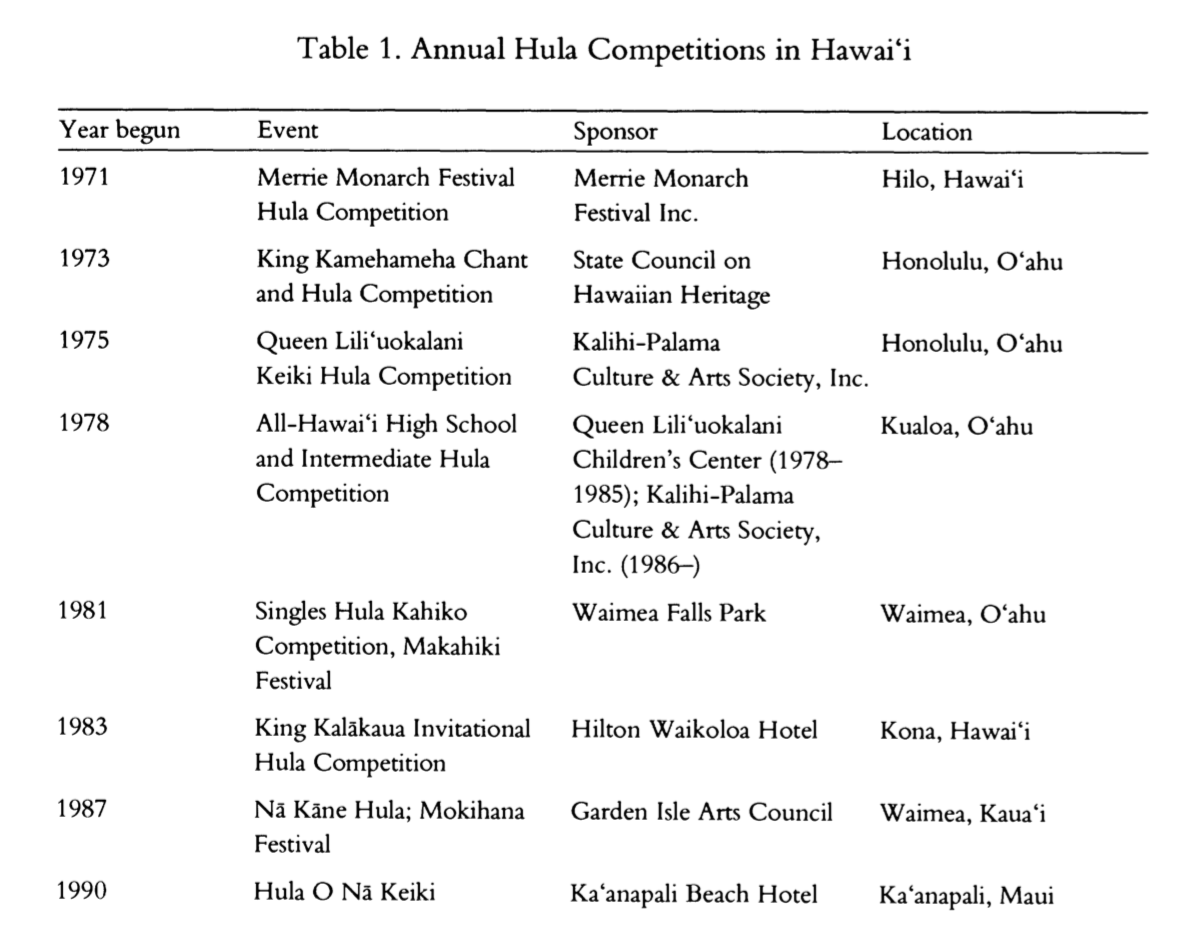 Table 1. Annual Hula Competitions in Hawai‘i
Year begun Event Sponsor Location
1971 Merrie Monarch Festival Merrie Monarch Hilo, Hawai‘i
Hula Competition Festival Inc.
1973 King Kamehameha Chant State Council on Honolulu, O‘ahu
and Hula Competition Hawaiian Heritage
1975 Queen Lili‘uokalani Kalihi-Palama Honolulu, O‘ahu
Keiki Hula Competition Culture & Arts Society, Inc.
1978 All-Hawai‘i High School Queen Lili‘uokalani Kualoa, O‘ahu
and Intermediate Hula Children’s Center (1978–
Competition 1985); Kalihi-Palama
Culture & Arts Society,
Inc. (1986–)
1981 Singles Hula Kahiko Waimea Falls Park Waimea, O‘ahu
Competition, Makahiki
Festival
1983 King Kalākaua Invitational Hilton Waikoloa Hotel Kona, Hawai‘i
Hula Competition
1987 Nā Kāne Hula; Mokihana Garden Isle Arts Council Waimea, Kaua‘i
Festival
1990 Hula O Nā Keiki Ka‘anapali Beach Hotel Ka‘anapali, Maui